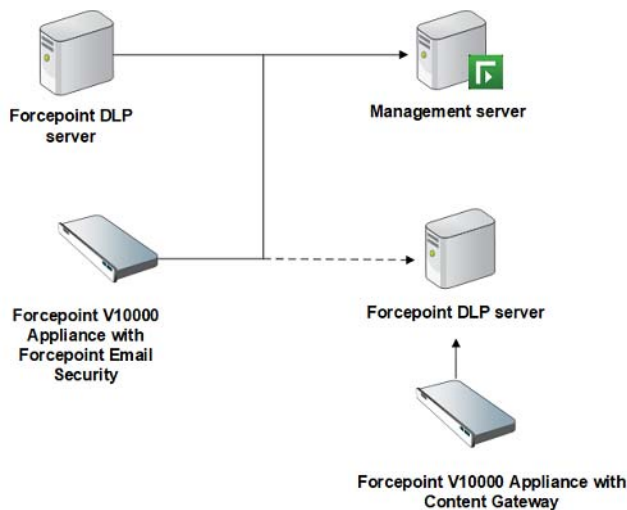 Forcepoint DLP
server
Management server
Forcepoint V10000
Appliance with
Forcepoint Email
Security
Forcepoint DLP server
Forcepoint V10000 Appliance with
Content Gateway